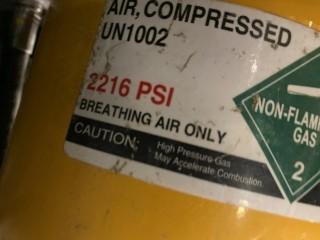 AIR, COMPRESSED
UN1002
2216 PSI
BREATHING AIR ONLY
CAUTION:
High Pressure Gas
May Accelerate Combustion
NON-FLAM
GAS
2